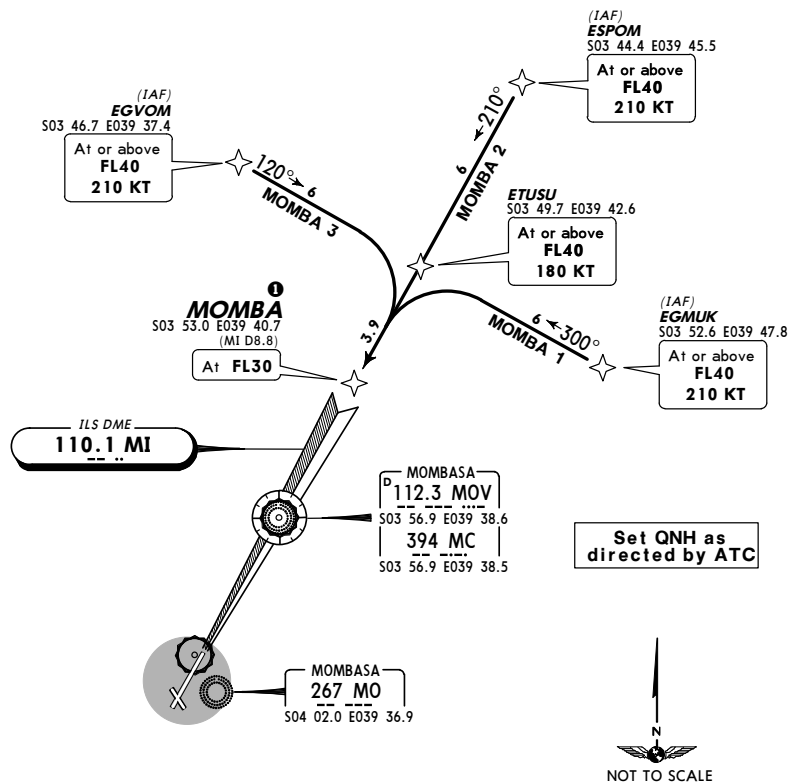 (IAF)
ESPOM
S03 44.4 E039 45.5
At or above
FL40
210 KT
(IAF)
EGVOM
S03 46.7 E039 37.4
At or above
FL40
210 KT
←210°
6
MOMBA 2
120°→ 6
MOMBA 3
ETUSU
S03 49.7 E039 42.6
At or above
FL40
180 KT
1
MOMBA
S03 53.0 E039 40.7
(MI D8.8)
At FL30
3.9
6 ←300°
MOMBA 1
(IAF)
EGMUK
S03 52.6 E039 47.8
At or above
FL40
210 KT
ILS DME
110.1 MI
MOMBASA
D 112.3 MOV
S03 56.9 E039 38.6
394 MC
S03 56.9 E039 38.5
Set QNH as
directed by ATC
MOMBASA
267 MO
S04 02.0 E039 36.9
N
NOT TO SCALE